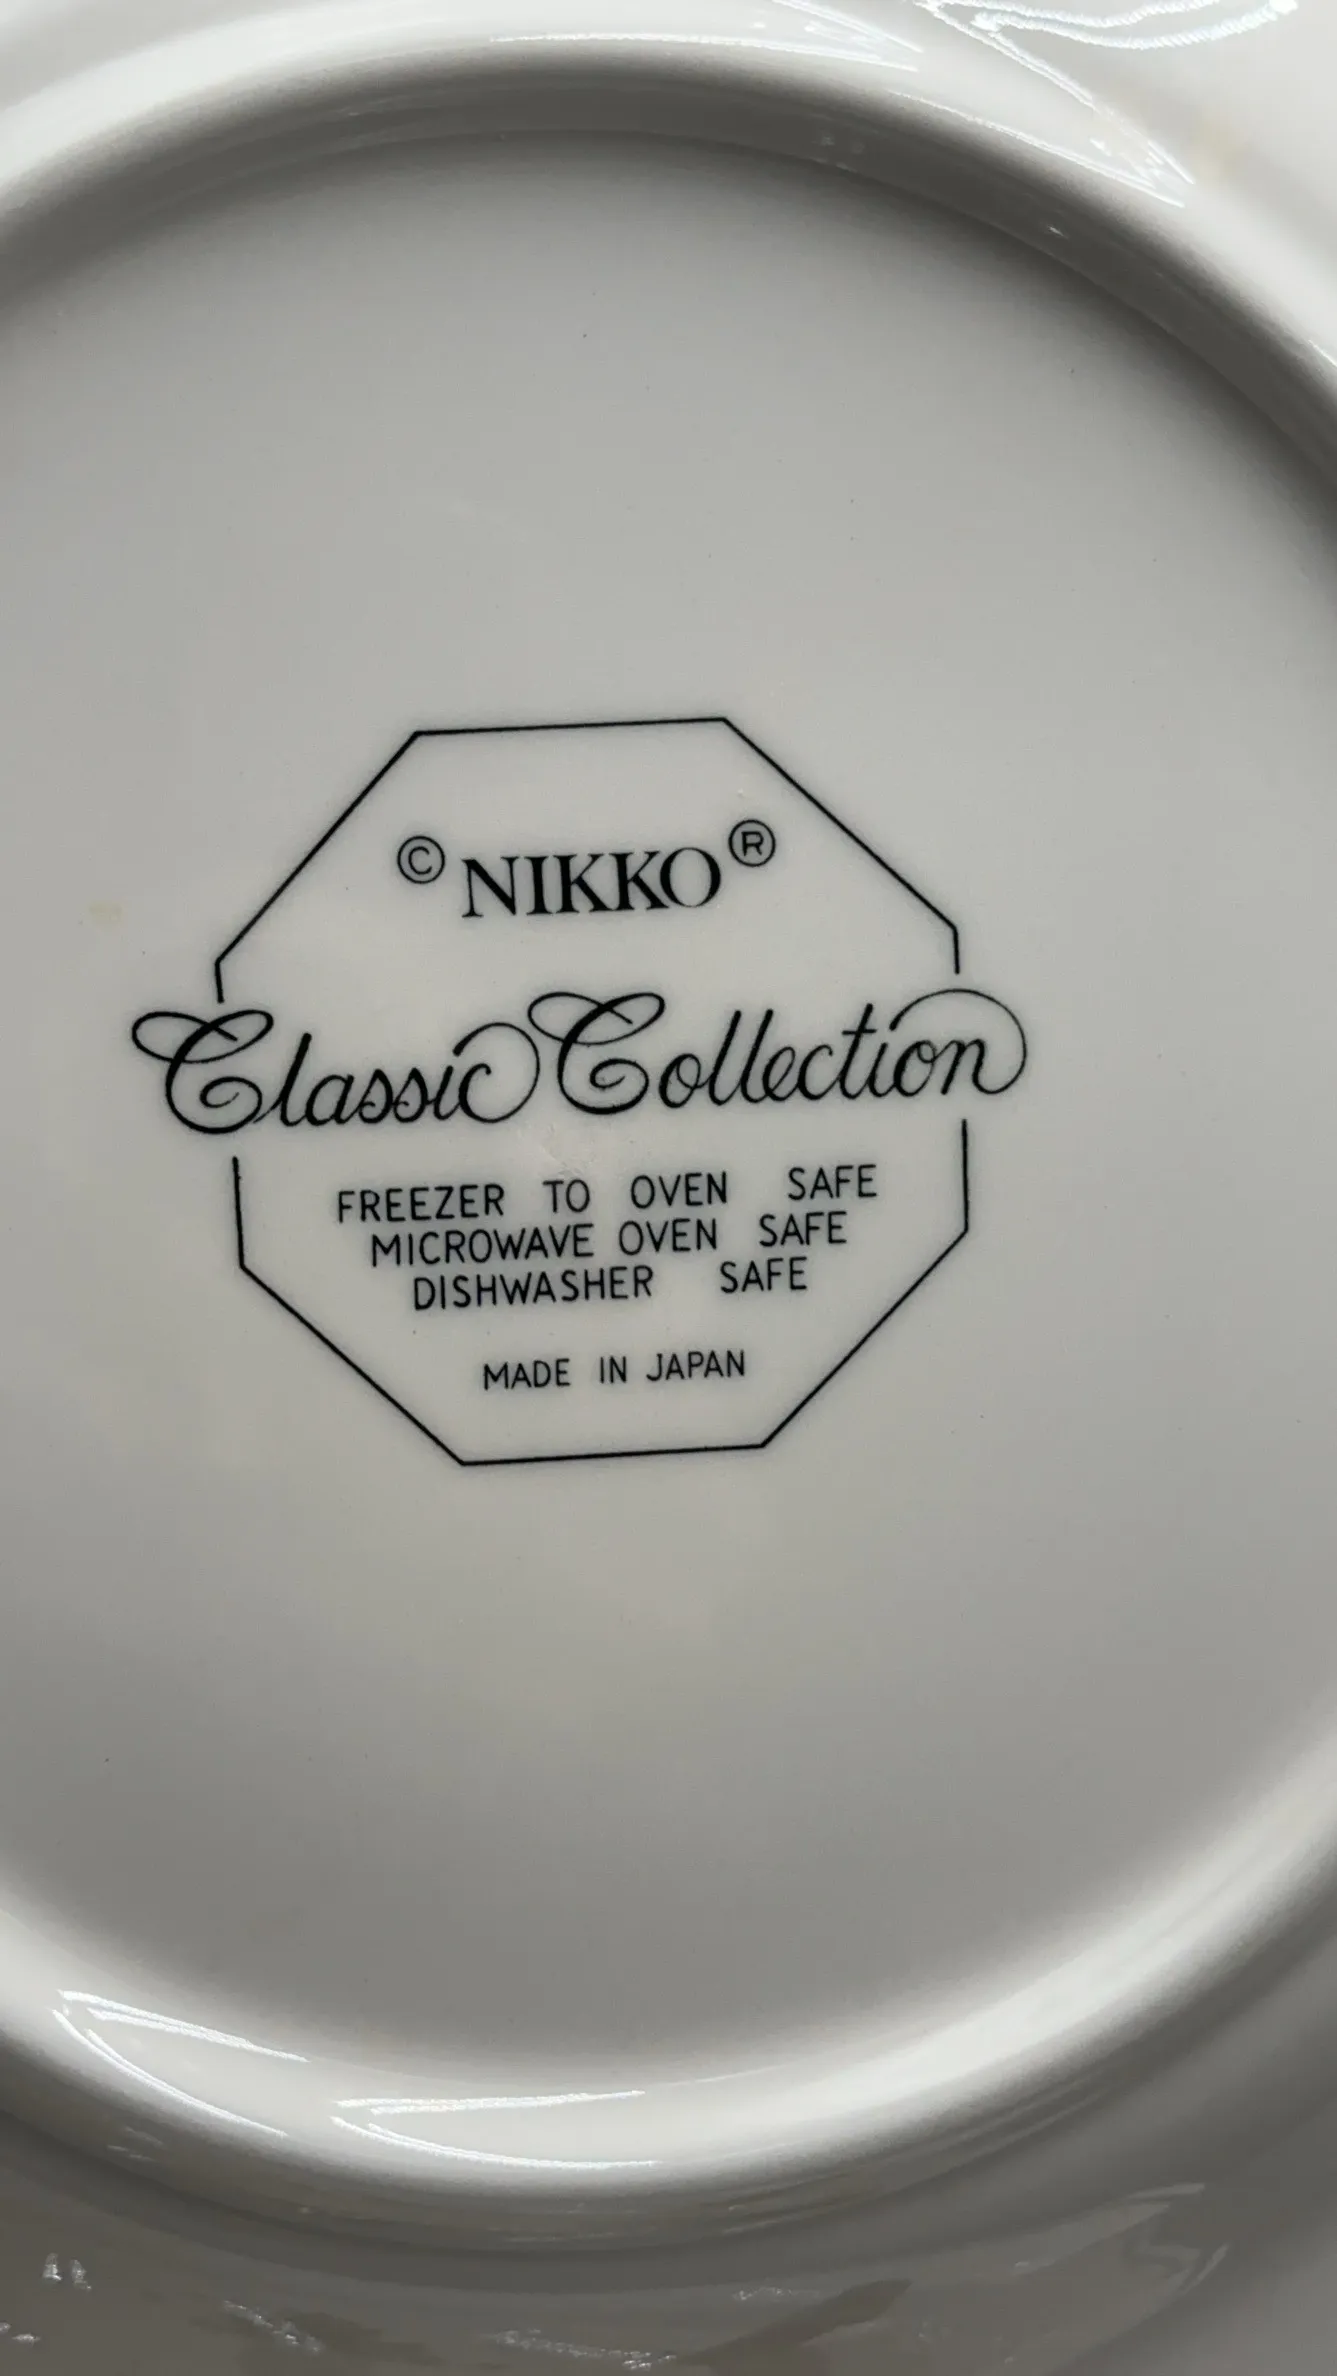 © NIKKO ®
Classic Collection
FREEZER TO OVEN SAFE
MICROWAVE OVEN SAFE
DISHWASHER SAFE
MADE IN JAPAN